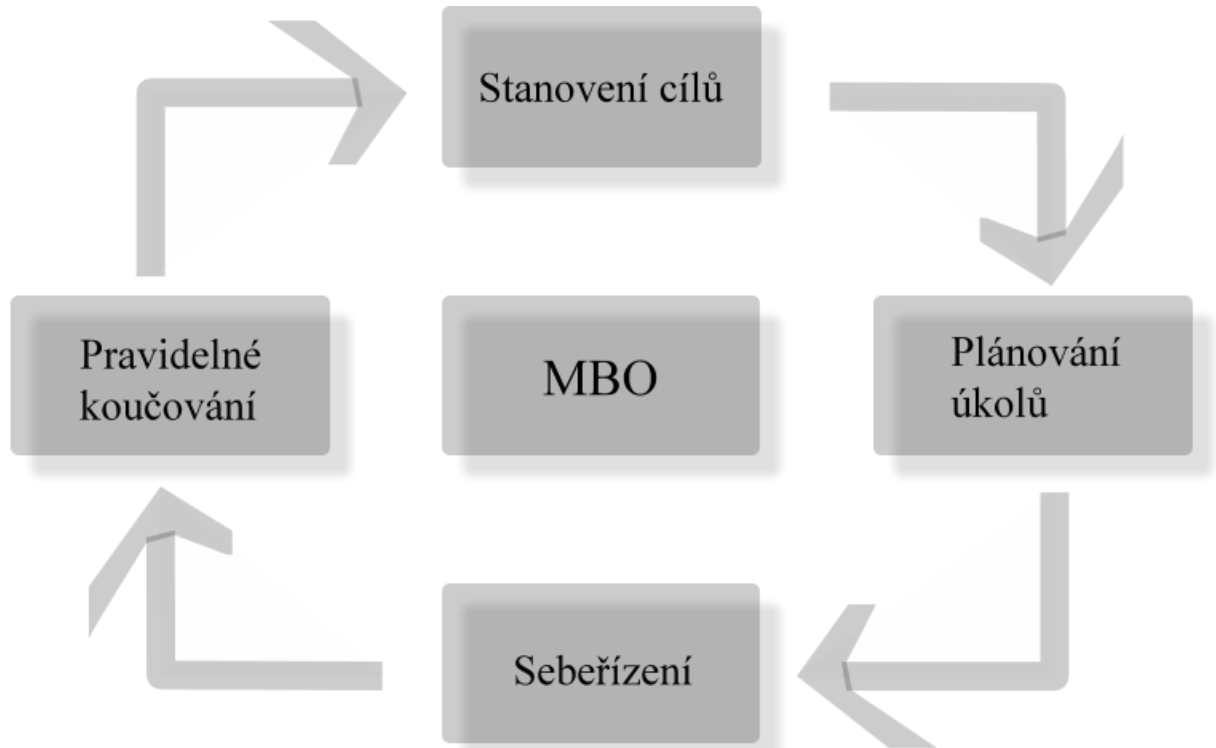 Stanovení cílů
Pravidelné
koučování
MBO
Plánování
úkolů
Sebeřízení